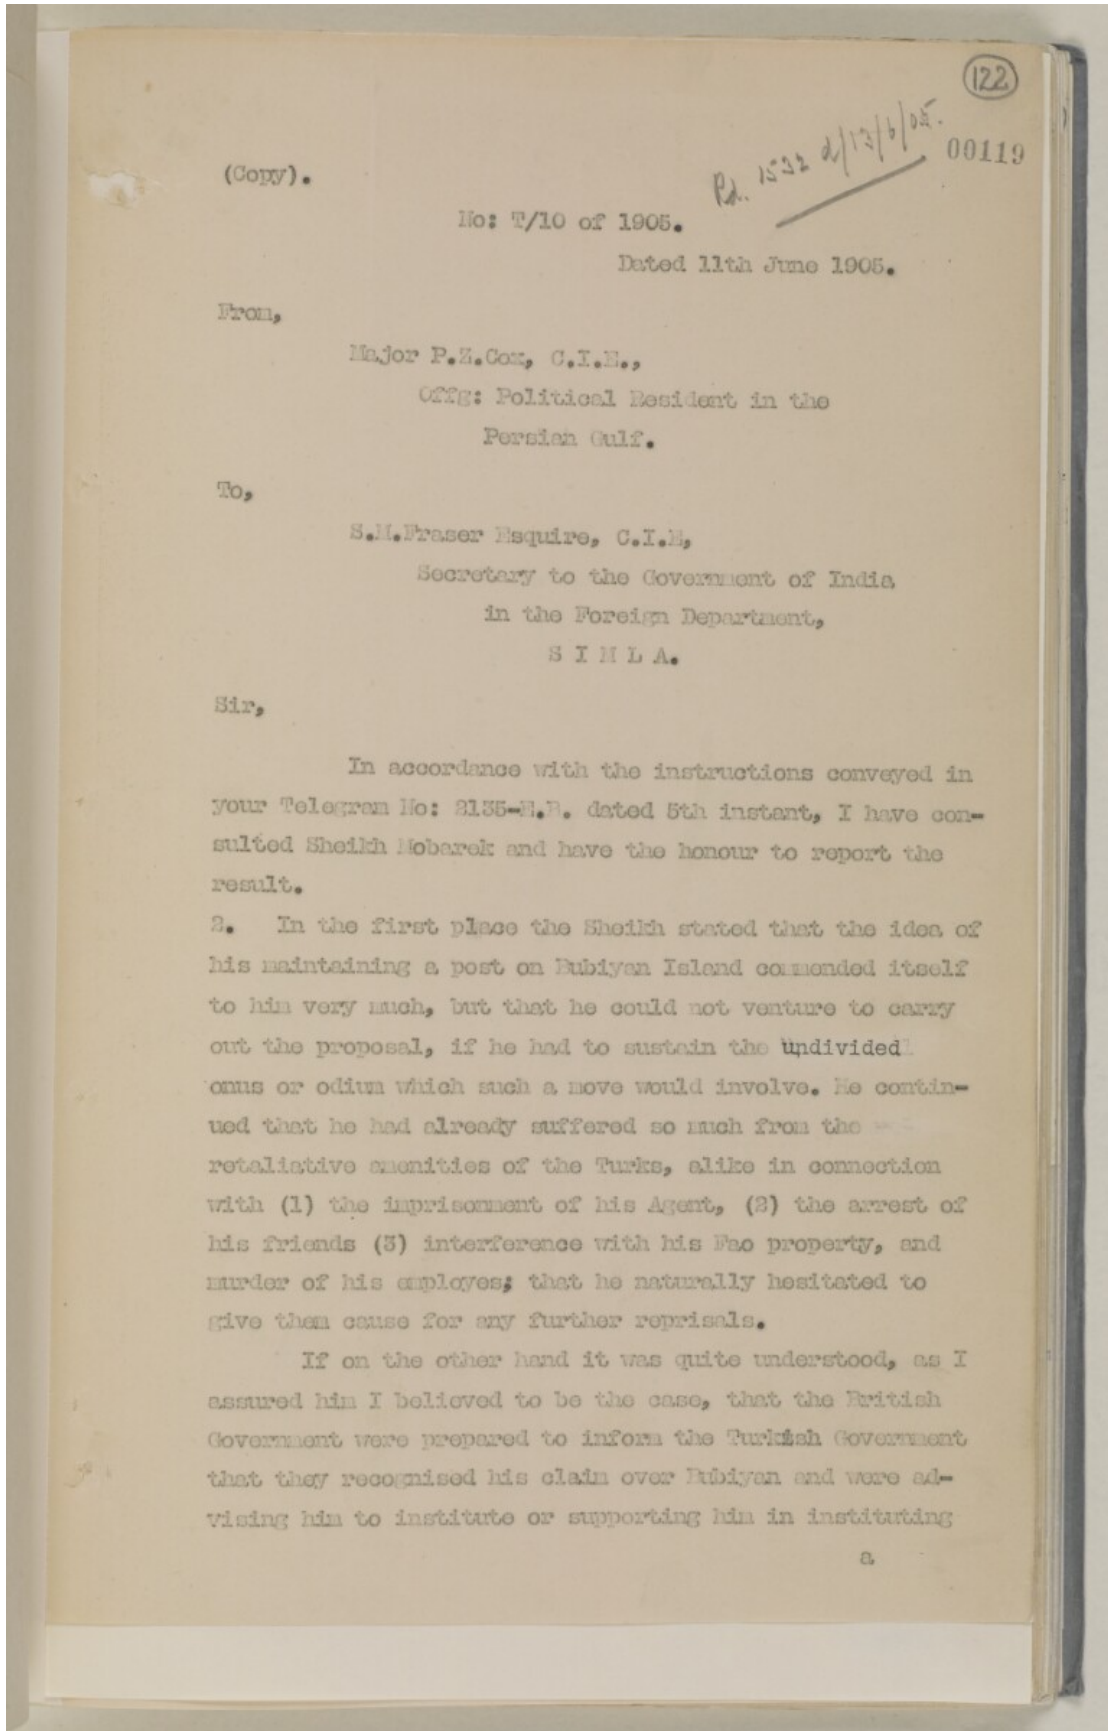 122
Rd. 1532 d/13/6/05.
00119
(Copy).
No: T/10 of 1905.
Dated 11th June 1905.
From,
Major P.Z.Cox, C.I.E.,
Offg: Political Resident in the
Persian Gulf.
To,
S.M.Fraser Esquire, C.I.E,
Secretary to the Government of India
in the Foreign Department,
S I M L A.
Sir,
In accordance with the instructions conveyed in
your Telegram No: 2135-E.B. dated 5th instant, I have con-
sulted Sheikh Mobarek and have the honour to report the
result.
2. In the first place the Sheikh stated that the idea of
his maintaining a post on Bubiyan Island commended itself
to him very much, but that he could not venture to carry
out the proposal, if he had to sustain the undivided
onus or odium which such a move would involve. He contin-
ued that he had already suffered so much from the
retaliative amenities of the Turks, alike in connection
with (1) the imprisonment of his Agent, (2) the arrest of
his friends (3) interference with his Fao property, and
murder of his employes; that he naturally hesitated to
give them cause for any further reprisals.
If on the other hand it was quite understood, as I
assured him I believed to be the case, that the British
Government were prepared to inform the Turkish Government
that they recognised his claim over Bubiyan and were ad-
vising him to institute or supporting him in instituting
a